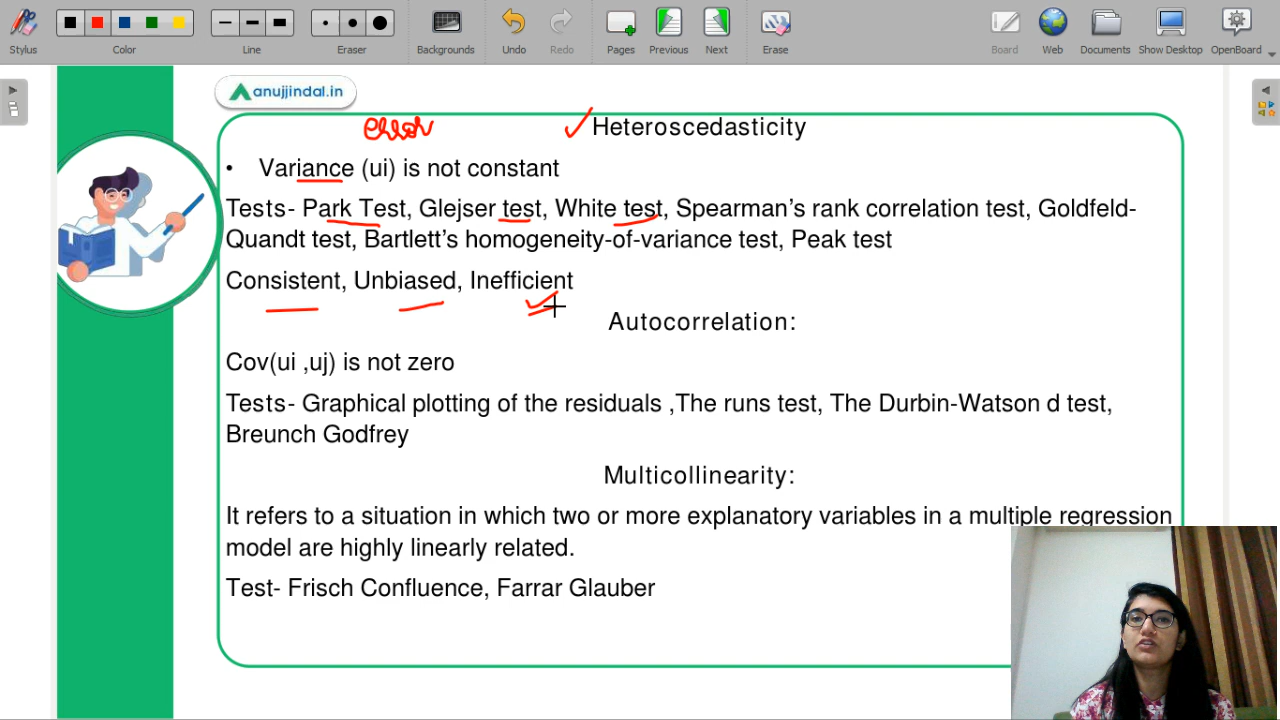 Stylus
Color
Line
Eraser
Backgrounds
Undo
Redo
Pages
Previous
Next
Erase
Board
Web
Documents
Show Desktop
OpenBoard
anujjindal.in
error
Heteroscedasticity
• Variance (ui) is not constant
Tests- Park Test, Glejser test, White test, Spearman's rank correlation test, Goldfeld-
Quandt test, Bartlett's homogeneity-of-variance test, Peak test
Consistent, Unbiased, Inefficient
Autocorrelation:
Cov(ui ,uj) is not zero
Tests- Graphical plotting of the residuals ,The runs test, The Durbin-Watson d test,
Breunch Godfrey
Multicollinearity:
It refers to a situation in which two or more explanatory variables in a multiple regression
model are highly linearly related.
Test- Frisch Confluence, Farrar Glauber